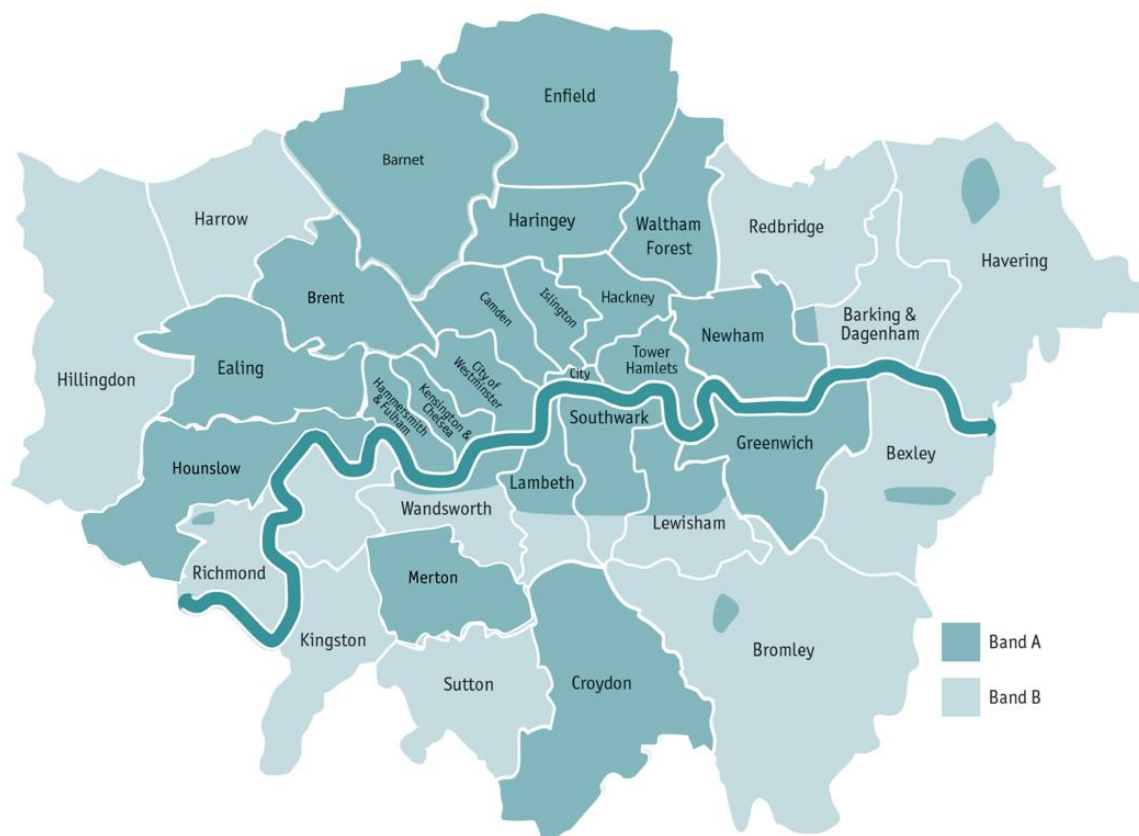 Enfield
Barnet
Haringey
Waltham
Forest
Redbridge
Harrow
Havering
Brent
Camden
Islington
Hackney
Newham
Barking &
Dagenham
Hillingdon
Ealing
Hammersmith
& Fulham
Kensington &
Chelsea
City of
Westminster
City
Tower
Hamlets
Southwark
Greenwich
Hounslow
Lambeth
Bexley
Wandsworth
Lewisham
Richmond
Merton
Kingston
Sutton
Croydon
Bromley
Band A
Band B